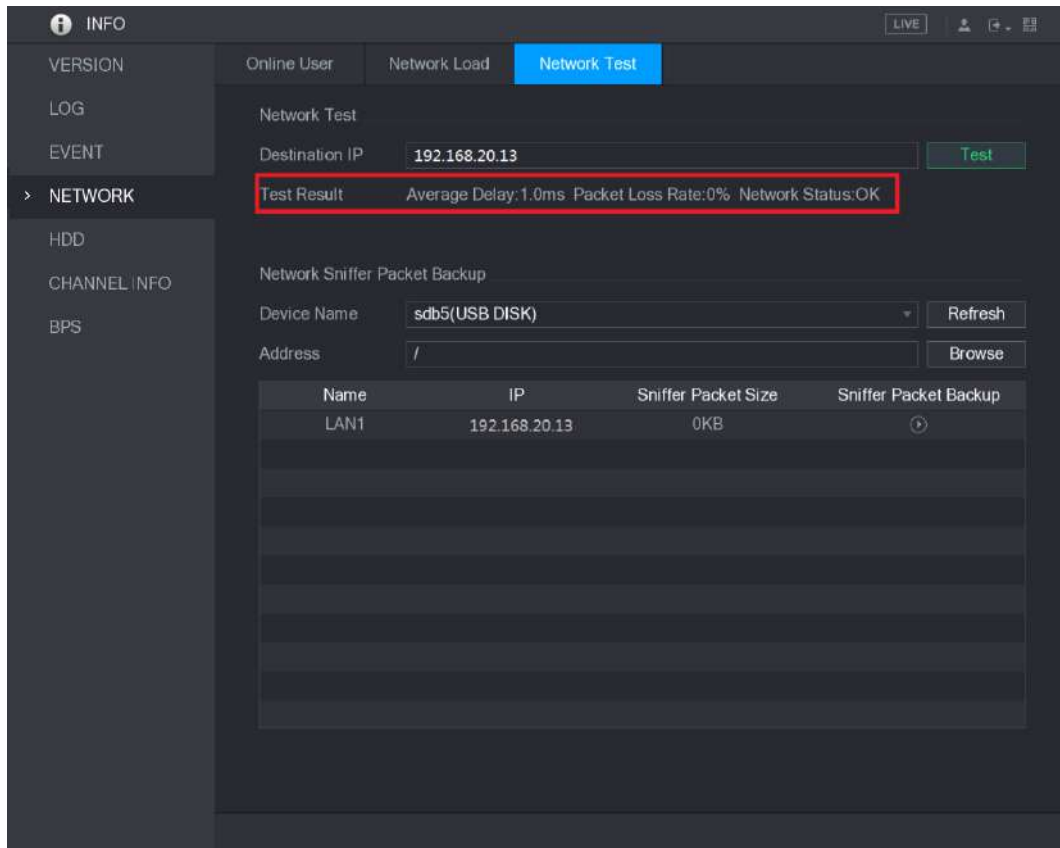 INFO LIVE
VERSION
LOG
EVENT
NETWORK
HDD
CHANNEL INFO
BPS
Online User Network Load Network Test
Network Test
Destination IP 192.168.20.13 Test
Test Result Average Delay:1.0ms Packet Loss Rate:0% Network Status:OK
Network Sniffer Packet Backup
Device Name sdb5(USB DISK) Refresh
Address / Browse
Name IP Sniffer Packet Size Sniffer Packet Backup
LAN1 192.168.20.13 0KB